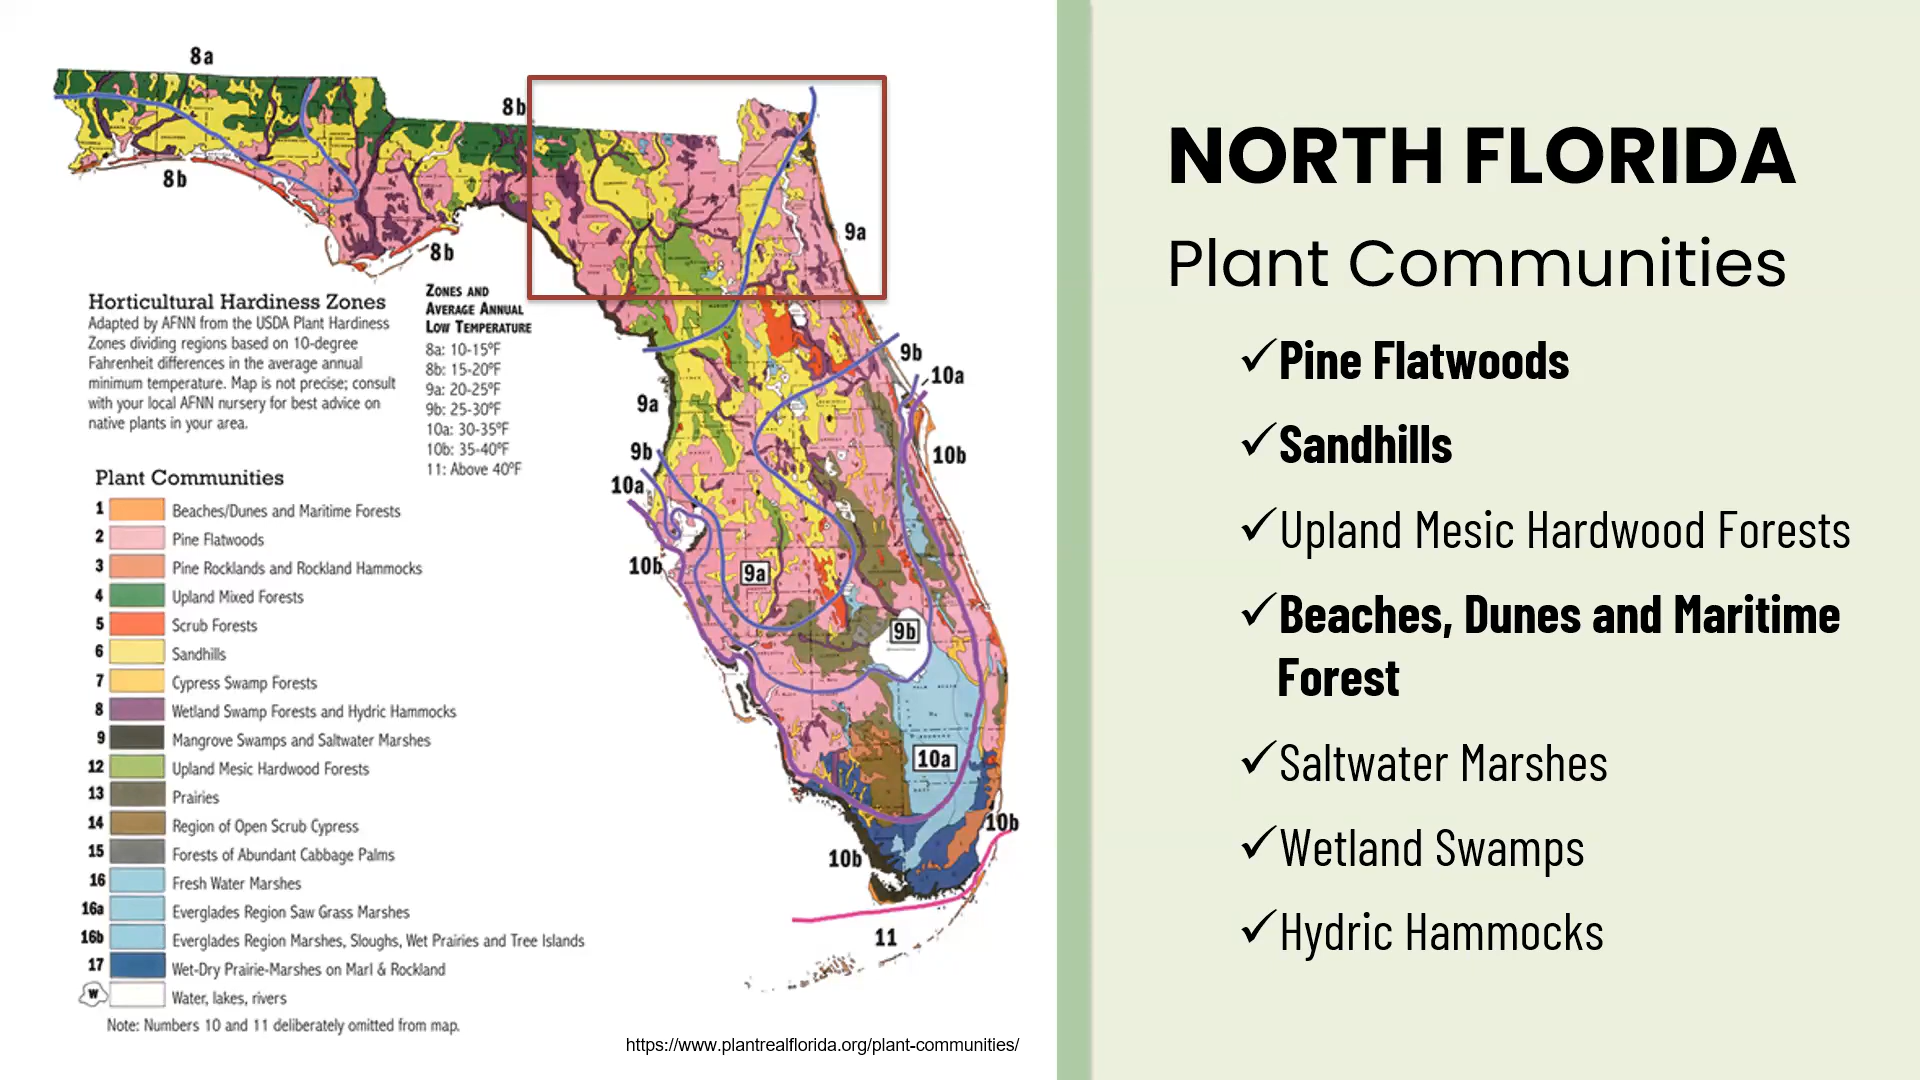 8a
8b
8b
8b
9a
Horticultural Hardiness Zones
Adapted by AFNN from the USDA Plant Hardiness
Zones dividing regions based on 10-degree
Fahrenheit differences in the average annual
minimum temperature. Map is not precise; consult
with your local AFNN nursery for best advice on
native plants in your area.
ZONES AND
AVERAGE ANNUAL
LOW TEMPERATURE
8a: 10-15°F
8b: 15-20°F
9a: 20-25°F
9b: 25-30°F
10a: 30-35°F
10b: 35-40°F
11: Above 40°F
9b
10a
9a
9b
10b
10a
10b
9a
9b
10a
10b
10b
11
Plant Communities
1 Beaches/Dunes and Maritime Forests
2 Pine Flatwoods
3 Pine Rocklands and Rockland Hammocks
4 Upland Mixed Forests
5 Scrub Forests
6 Sandhills
7 Cypress Swamp Forests
8 Wetland Swamp Forests and Hydric Hammocks
9 Mangrove Swamps and Saltwater Marshes
12 Upland Mesic Hardwood Forests
13 Prairies
14 Region of Open Scrub Cypress
15 Forests of Abundant Cabbage Palms
16 Fresh Water Marshes
16a Everglades Region Saw Grass Marshes
16b Everglades Region Marshes, Sloughs, Wet Prairies and Tree Islands
17 Wet-Dry Prairie-Marshes on Marl & Rockland
W Water, lakes, rivers
Note: Numbers 10 and 11 deliberately omitted from map.
https://www.plantrealflorida.org/plant-communities/
NORTH FLORIDA
Plant Communities
✓Pine Flatwoods
✓Sandhills
✓Upland Mesic Hardwood Forests
✓Beaches, Dunes and Maritime
Forest
✓Saltwater Marshes
✓Wetland Swamps
✓Hydric Hammocks